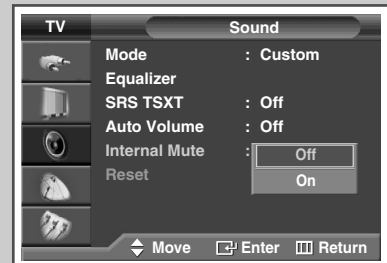 TV Sound
Mode : Custom
Equalizer
SRS TSXT : Off
Auto Volume : Off
Internal Mute : Off
Reset On
Move Enter Return